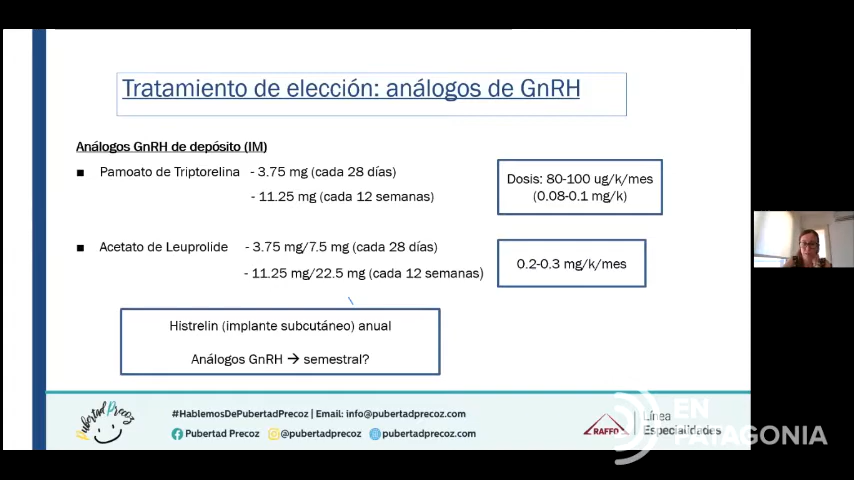 Tratamiento de elección: análogos de GnRH
Análogos GnRH de depósito (IM)
▪ Pamoato de Triptorelina - 3.75 mg (cada 28 días)
- 11.25 mg (cada 12 semanas)
Dosis: 80-100 ug/k/mes
(0.08-0.1 mg/k)
▪ Acetato de Leuprolide - 3.75 mg/7.5 mg (cada 28 días)
- 11.25 mg/22.5 mg (cada 12 semanas)
0.2-0.3 mg/k/mes
Histrelin (implante subcutáneo) anual
Análogos GnRH → semestral?
Pubertad Precoz
#HablemosDePubertadPrecoz | Email: info@pubertadprecoz.com
Pubertad Precoz @pubertadprecoz pubertadprecoz.com
RAFFO
Línea
Especialidades
EN
PATAGONIA